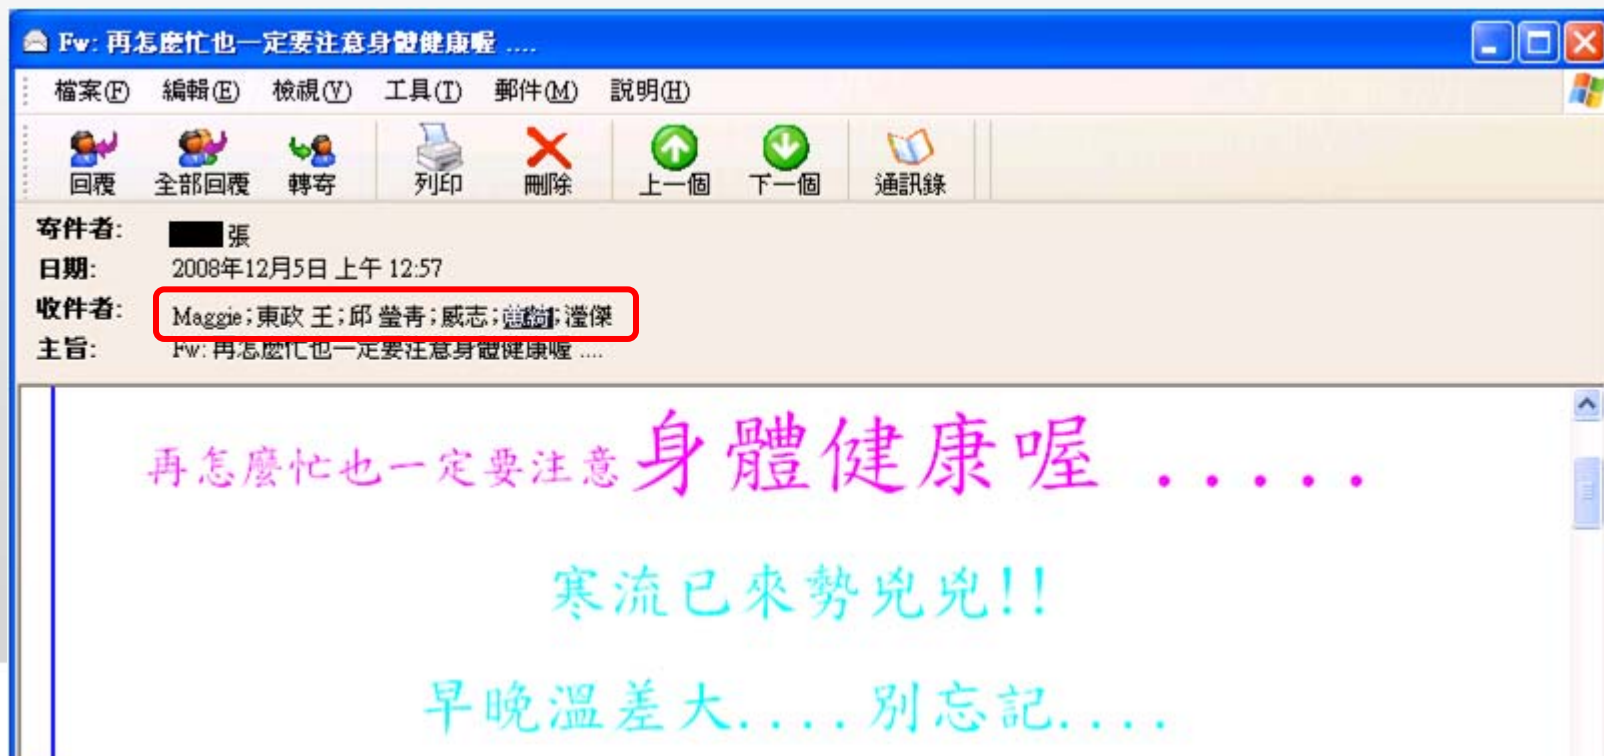 Fw: 再怎麼忙也一定要注意身體健康喔 ....
檔案(F) 編輯(E) 檢視(V) 工具(T) 郵件(M) 說明(H)
回覆 全部回覆 轉寄 列印 刪除 上一個 下一個 通訊錄
寄件者: 張
日期: 2008年12月5日 上午 12:57
收件者: Maggie；東政 王；邱 瑩青；威志；瀅傑
主旨: Fw: 再怎麼忙也一定要注意身體健康喔 ....
再怎麼忙也一定要注意身體健康喔 .....
寒流已來勢兇兇!!
早晚溫差大....別忘記....